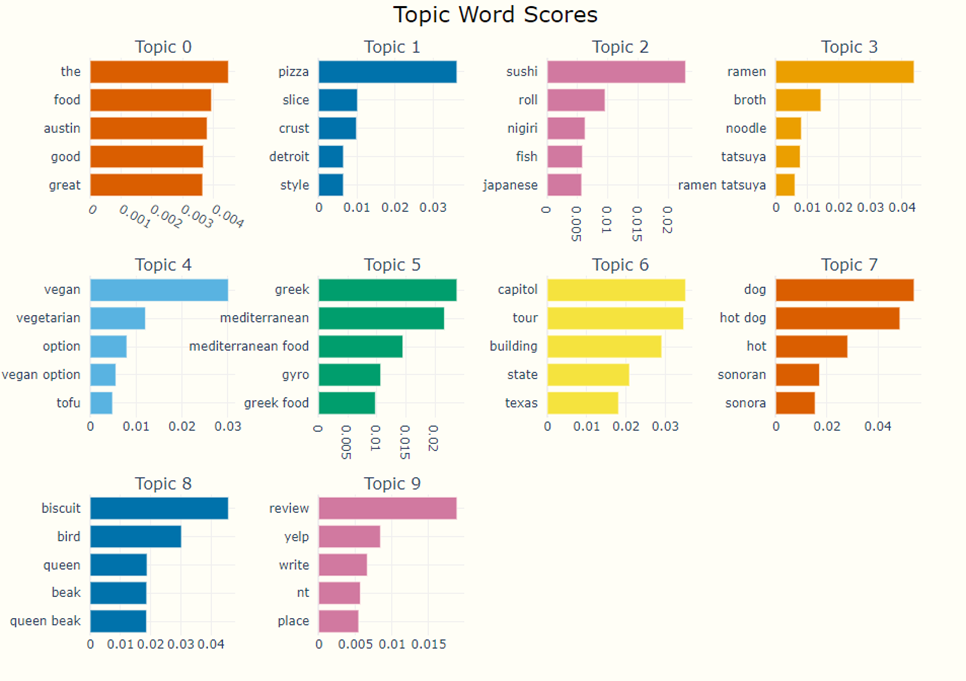 Topic Word Scores
Topic 0
the
food
austin
good
great
0 0.001 0.002 0.003 0.004
Topic 1
pizza
slice
crust
detroit
style
0 0.01 0.02 0.03
Topic 2
sushi
roll
nigiri
fish
japanese
0 0.005 0.01 0.015 0.02
Topic 3
ramen
broth
noodle
tatsuya
ramen tatsuya
0 0.01 0.02 0.03 0.04
Topic 4
vegan
vegetarian
option
vegan option
tofu
0 0.01 0.02 0.03
Topic 5
greek
mediterranean
mediterranean food
gyro
greek food
0 0.005 0.01 0.015 0.02
Topic 6
capitol
tour
building
state
texas
0 0.01 0.02 0.03
Topic 7
dog
hot dog
hot
sonoran
sonora
0 0.02 0.04
Topic 8
biscuit
bird
queen
beak
queen beak
0 0.01 0.02 0.03 0.04
Topic 9
review
yelp
write
nt
place
0 0.005 0.01 0.015